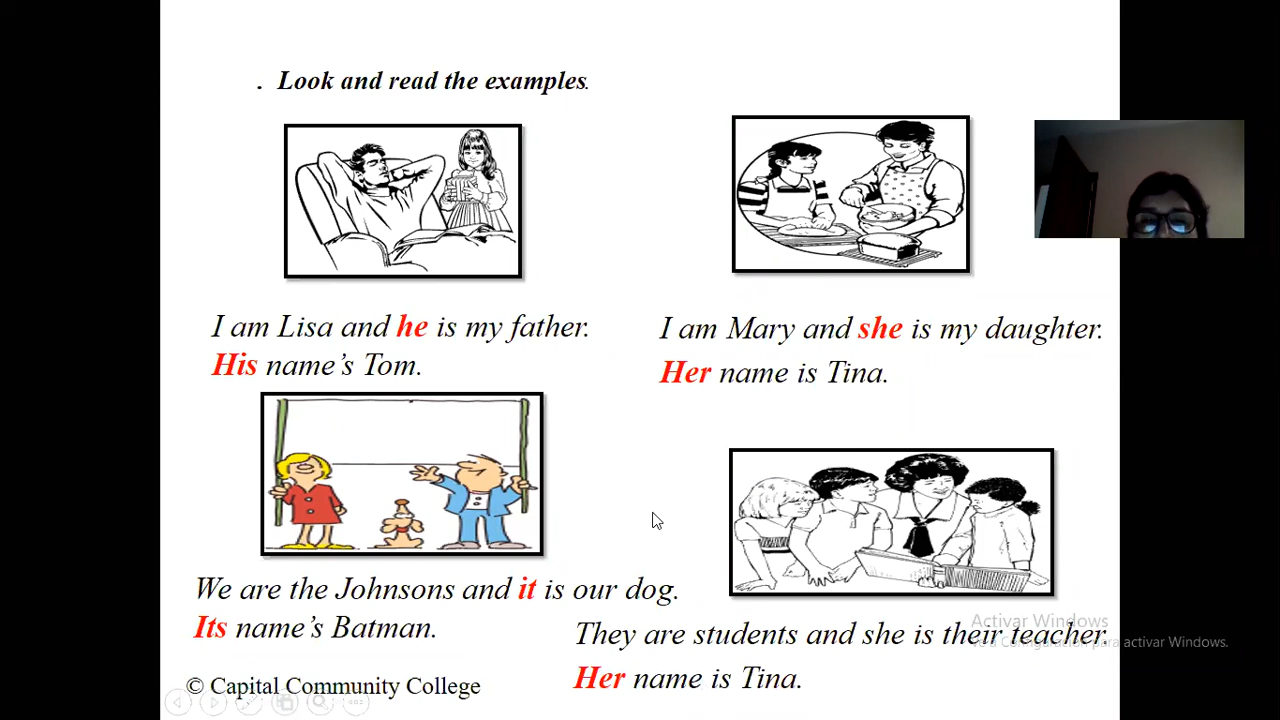 . Look and read the examples.
I am Lisa and he is my father.
His name’s Tom.
I am Mary and she is my daughter.
Her name is Tina.
We are the Johnsons and it is our dog.
Its name’s Batman.
They are students and she is their teacher.
Her name is Tina.
Activar Windows
Ve a Configuración para activar Windows.
© Capital Community College